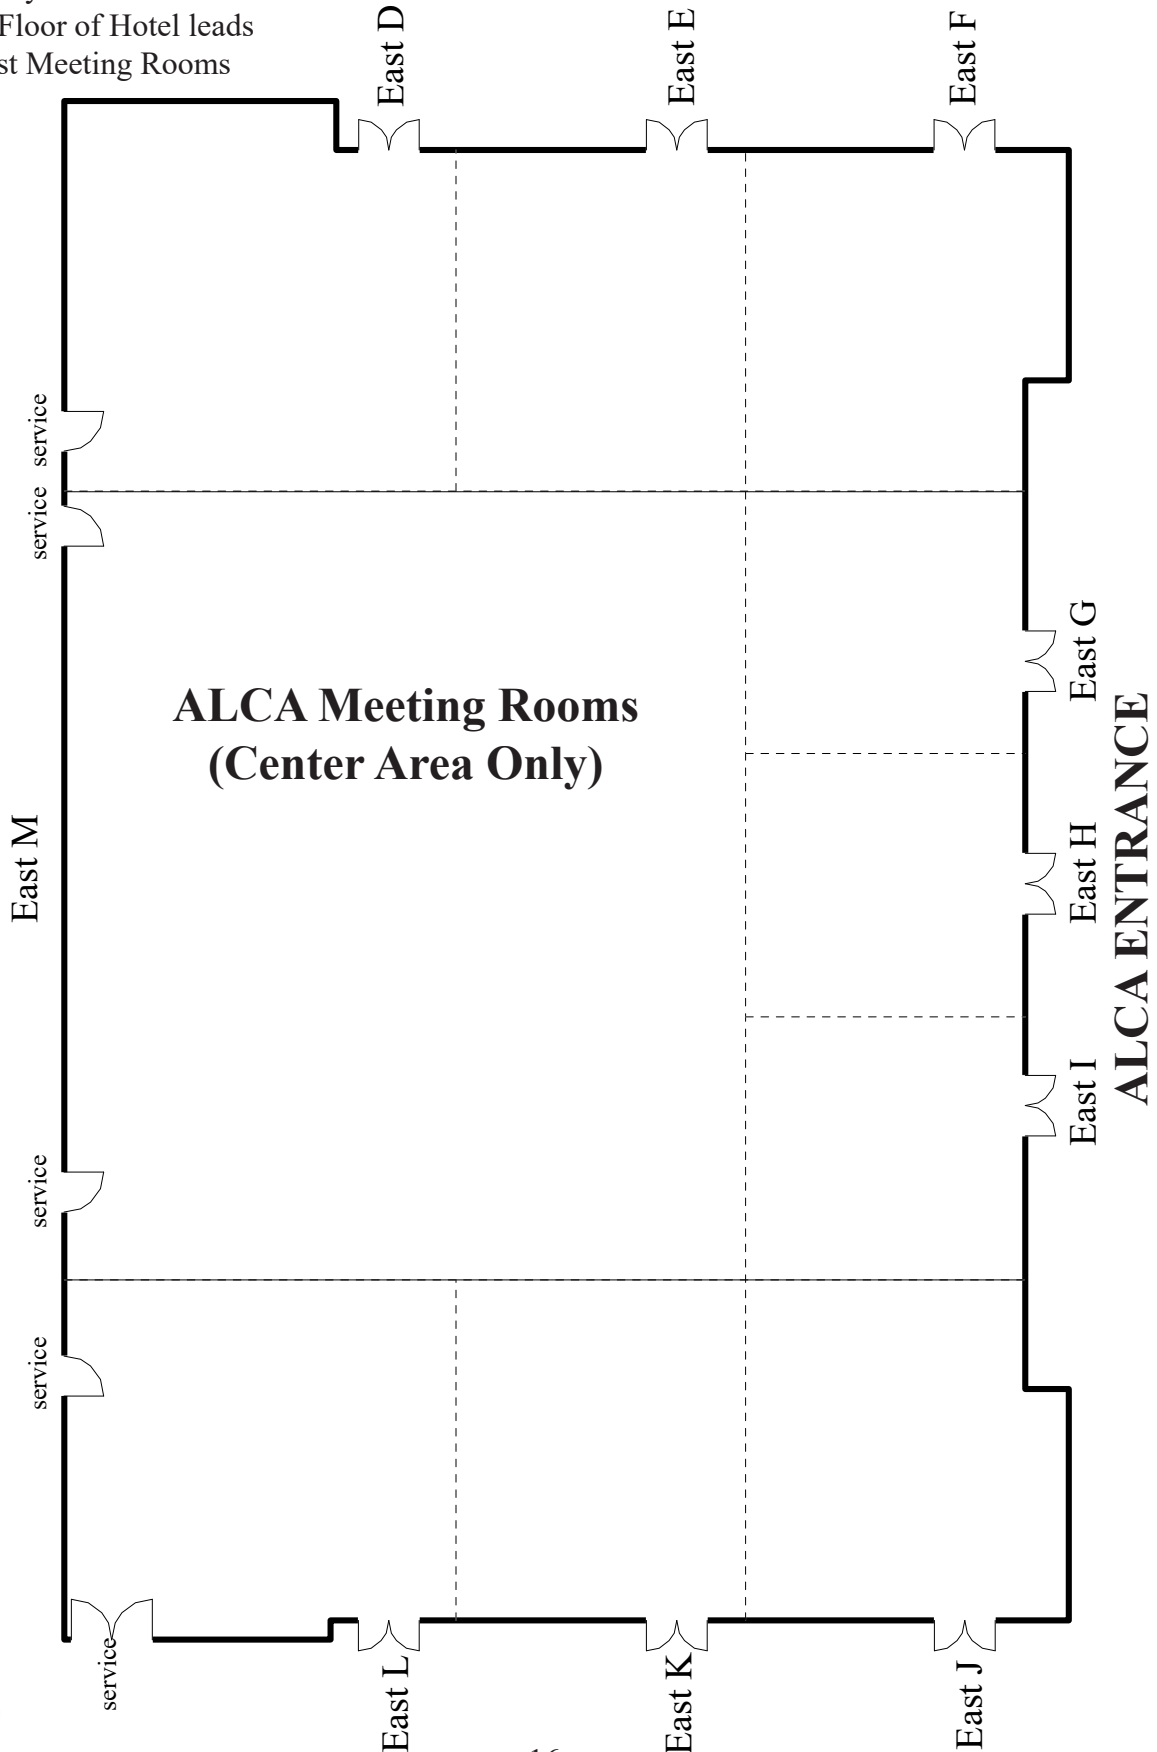 Floor of Hotel leads
st Meeting Rooms
East D
East E
East F
service
service
East G
ALCA Meeting Rooms
(Center Area Only)
East M
East H
ALCA ENTRANCE
East I
service
service
service
East L
East K
East J